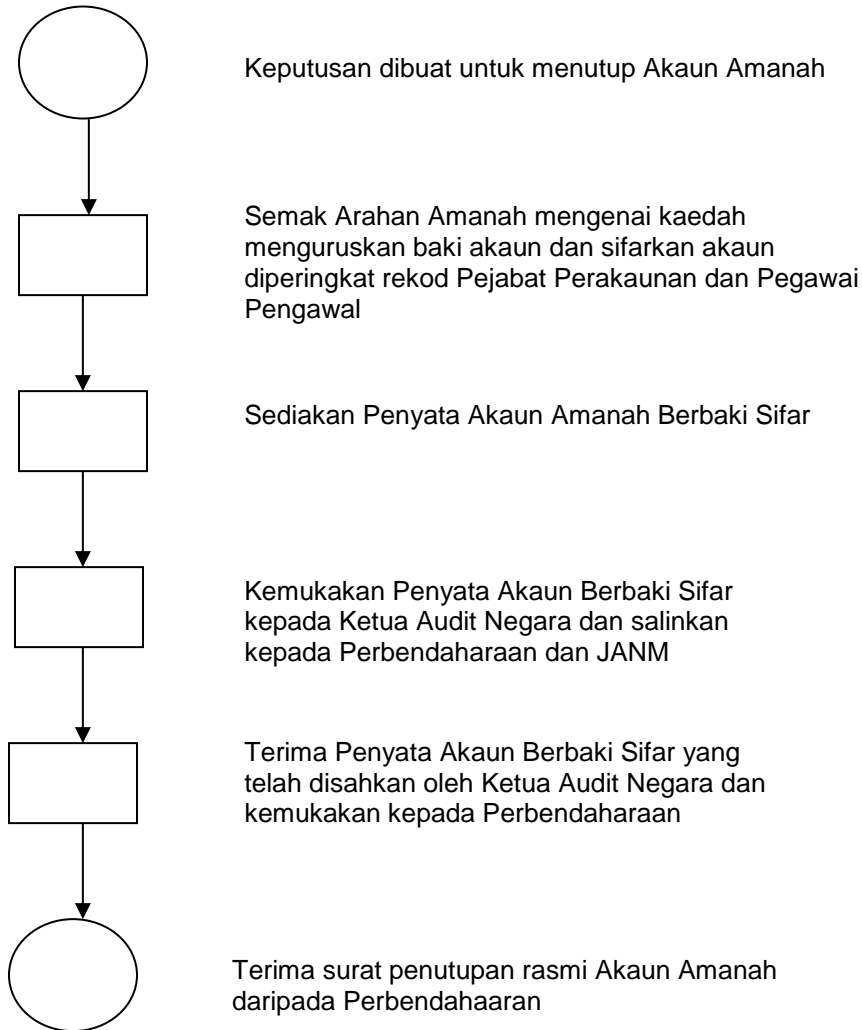 Keputusan dibuat untuk menutup Akaun Amanah
Semak Arahan Amanah mengenai kaedah
menguruskan baki akaun dan sifarkan akaun
diperingkat rekod Pejabat Perakaunan dan Pegawai
Pengawal
Sediakan Penyata Akaun Amanah Berbaki Sifar
Kemukakan Penyata Akaun Berbaki Sifar
kepada Ketua Audit Negara dan salinkan
kepada Perbendaharaan dan JANM
Terima Penyata Akaun Berbaki Sifar yang
telah disahkan oleh Ketua Audit Negara dan
kemukakan kepada Perbendaharaan
Terima surat penutupan rasmi Akaun Amanah
daripada Perbendahaaran